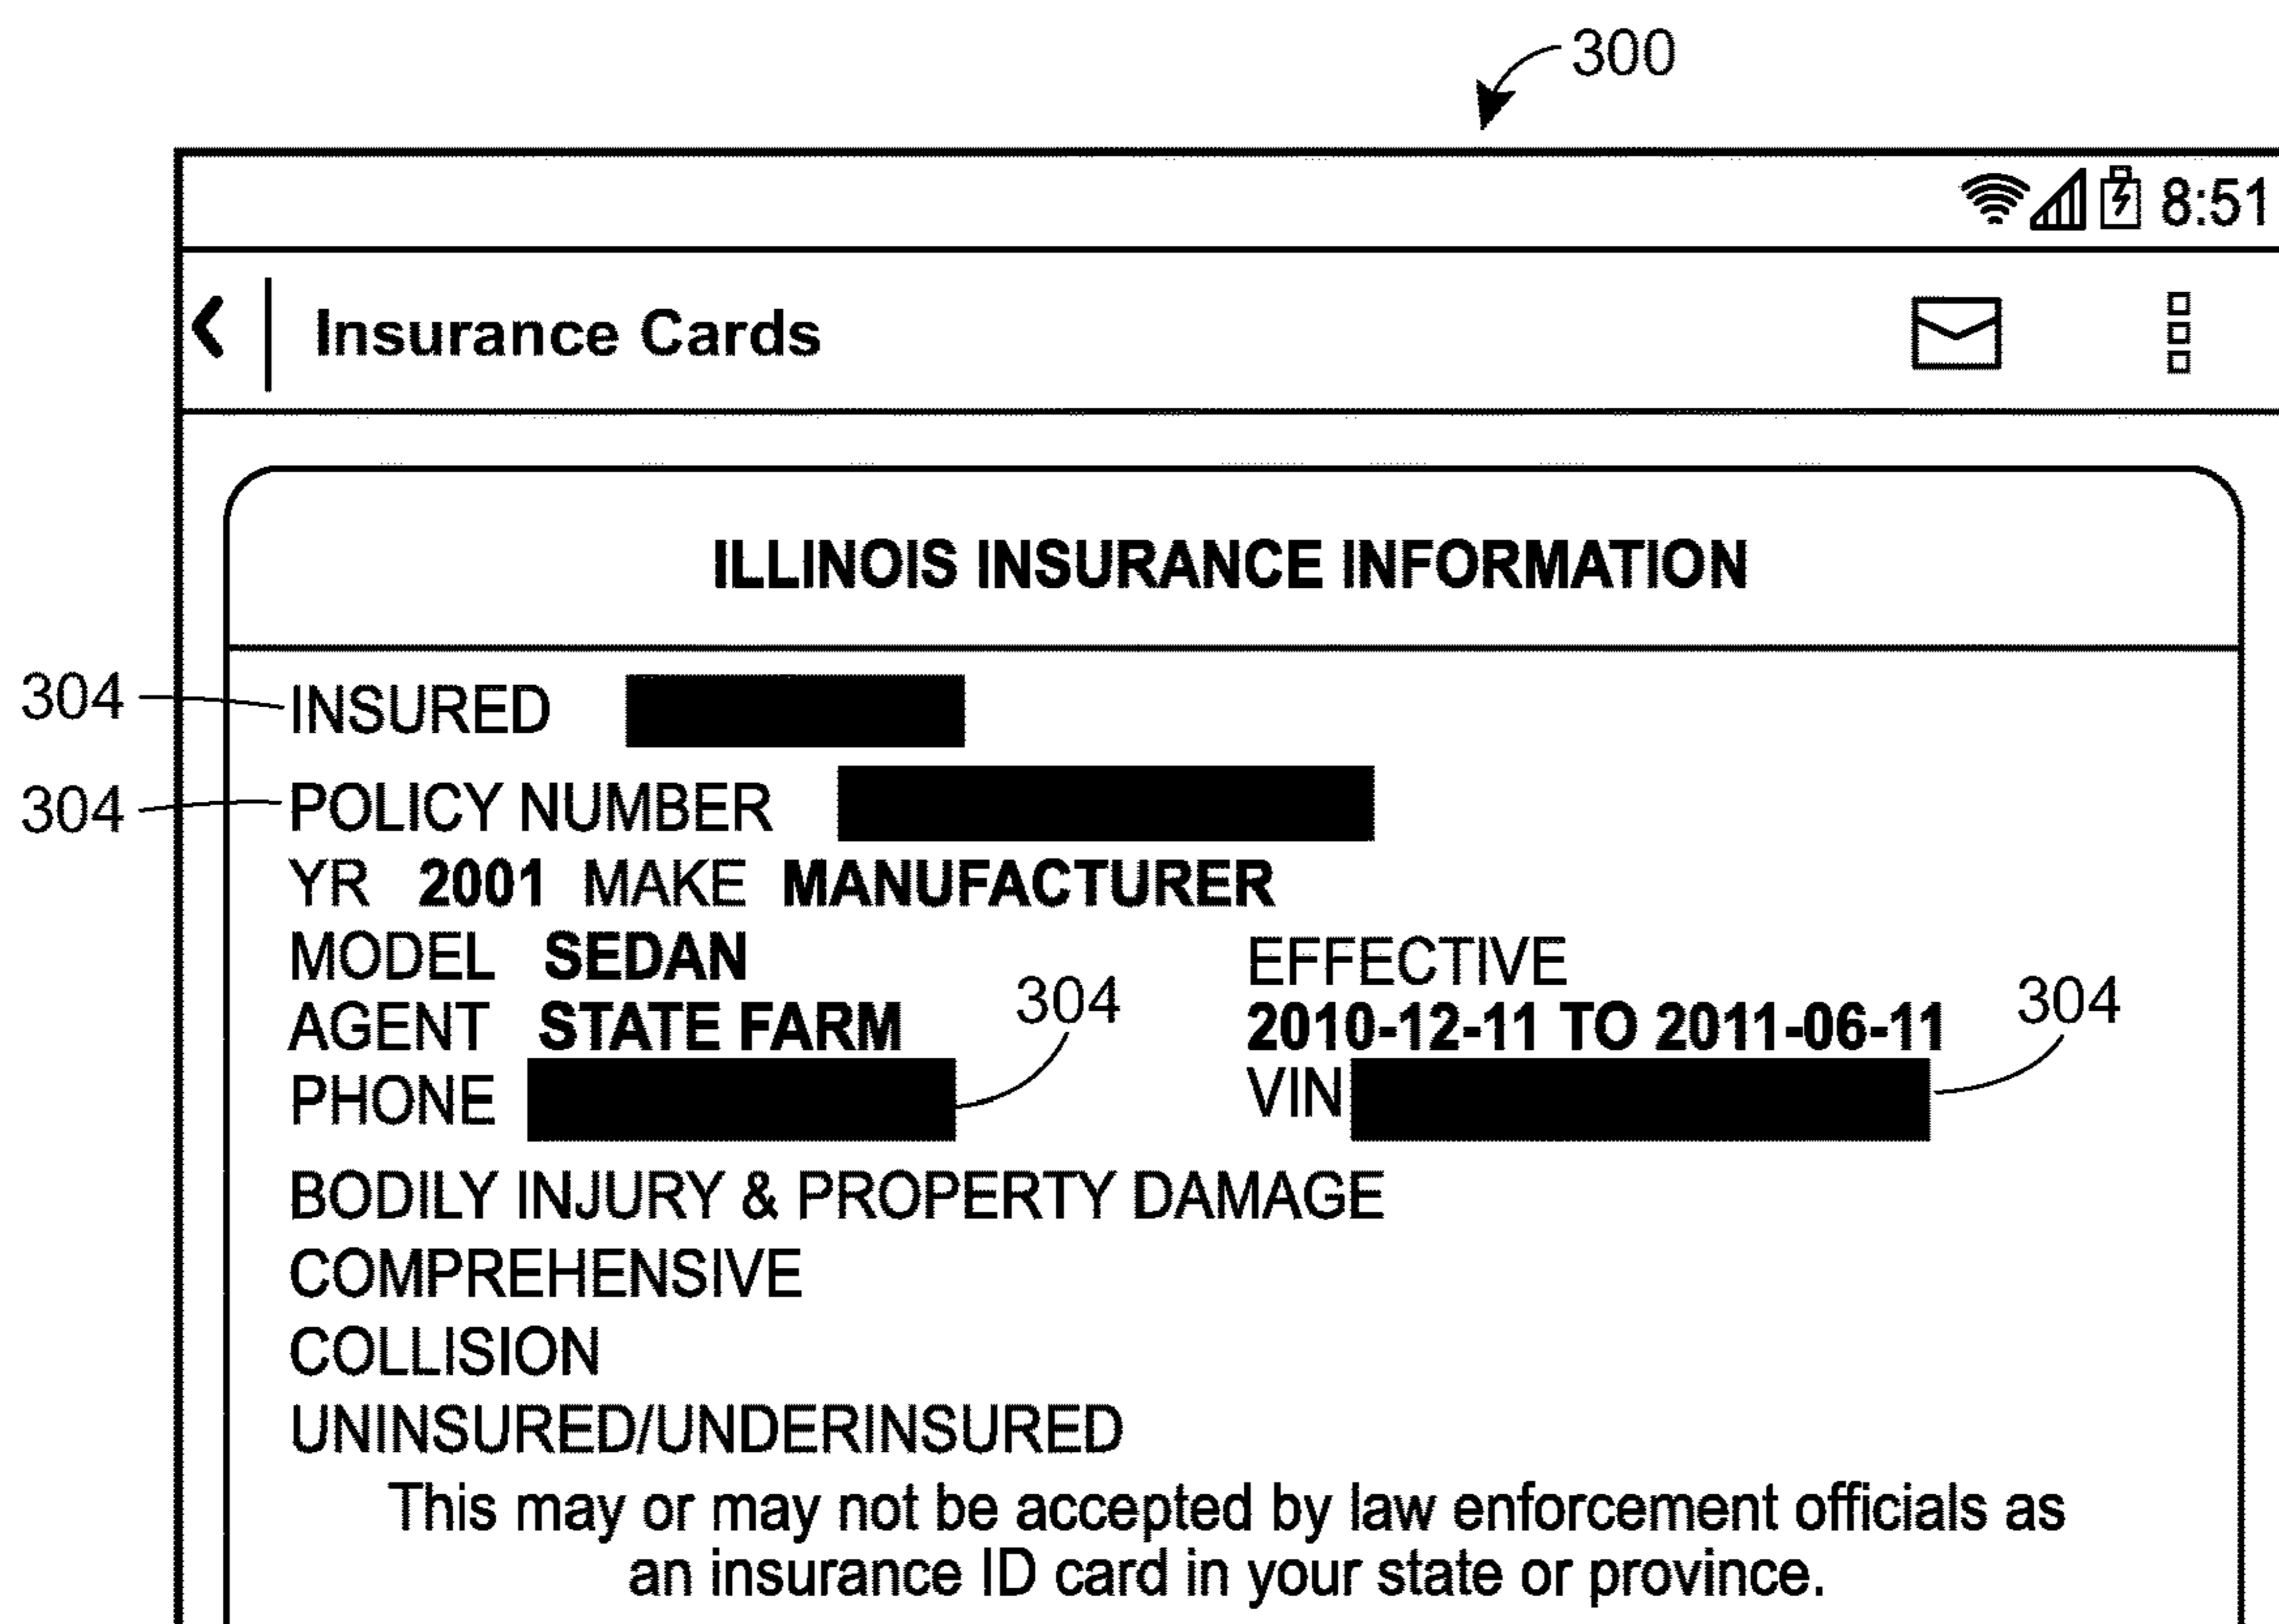 300
8:51
Insurance Cards
ILLINOIS INSURANCE INFORMATION
304 INSURED
304 POLICY NUMBER
YR 2001 MAKE MANUFACTURER
MODEL SEDAN EFFECTIVE
AGENT STATE FARM 304 2010-12-11 TO 2011-06-11 304
PHONE VIN
BODILY INJURY & PROPERTY DAMAGE
COMPREHENSIVE
COLLISION
UNINSURED/UNDERINSURED
This may or may not be accepted by law enforcement officials as
an insurance ID card in your state or province.